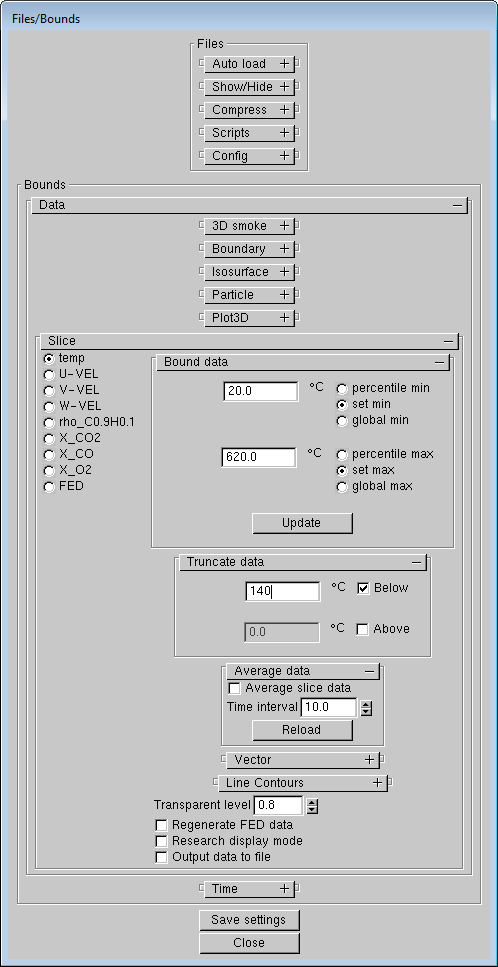 Files/Bounds
Files
Auto load +
Show/Hide +
Compress +
Scripts +
Config +
Bounds
Data −
3D smoke +
Boundary +
Isosurface +
Particle +
Plot3D +
Slice −
temp
U-VEL
V-VEL
W-VEL
rho_C0.9H0.1
X_CO2
X_CO
X_O2
FED
Bound data −
20.0 °C percentile min
set min
global min
620.0 °C percentile max
set max
global max
Update
Truncate data −
140 °C Below
0.0 °C Above
Average data −
Average slice data
Time interval 10.0
Reload
Vector +
Line Contours +
Transparent level 0.8
Regenerate FED data
Research display mode
Output data to file
Time +
Save settings
Close